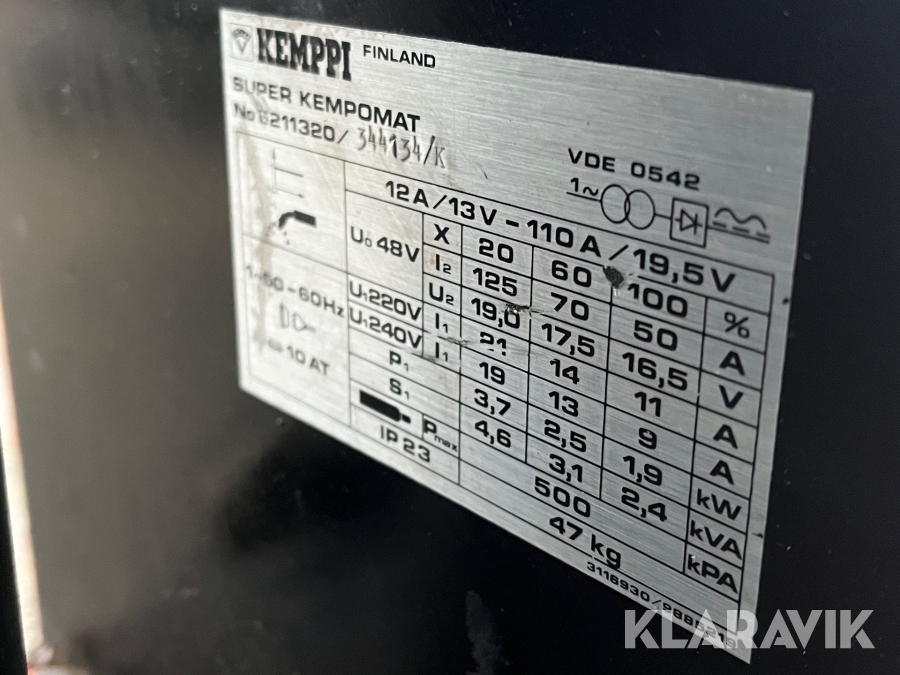 KEMPPI FINLAND
SUPER KEMPOMAT
No 6211320/ 344134/K
VDE 0542
1~
12A/13V - 110A/19,5V
U₀ 48V X 20 60 100 %
I₂ 125 70 50 A
U₂ 19,0 17,5 16,5 V
1~50-60Hz U₁220V I₁ 21 14 11 A
U₁240V I₁ 19 13 9 A
10 AT P₁ 3,7 2,5 1,9 kW
S₁ 4,6 3,1 2,4 kVA
Pmax 500 kPA
IP 23 47 kg
3116930/
KLARAVIK